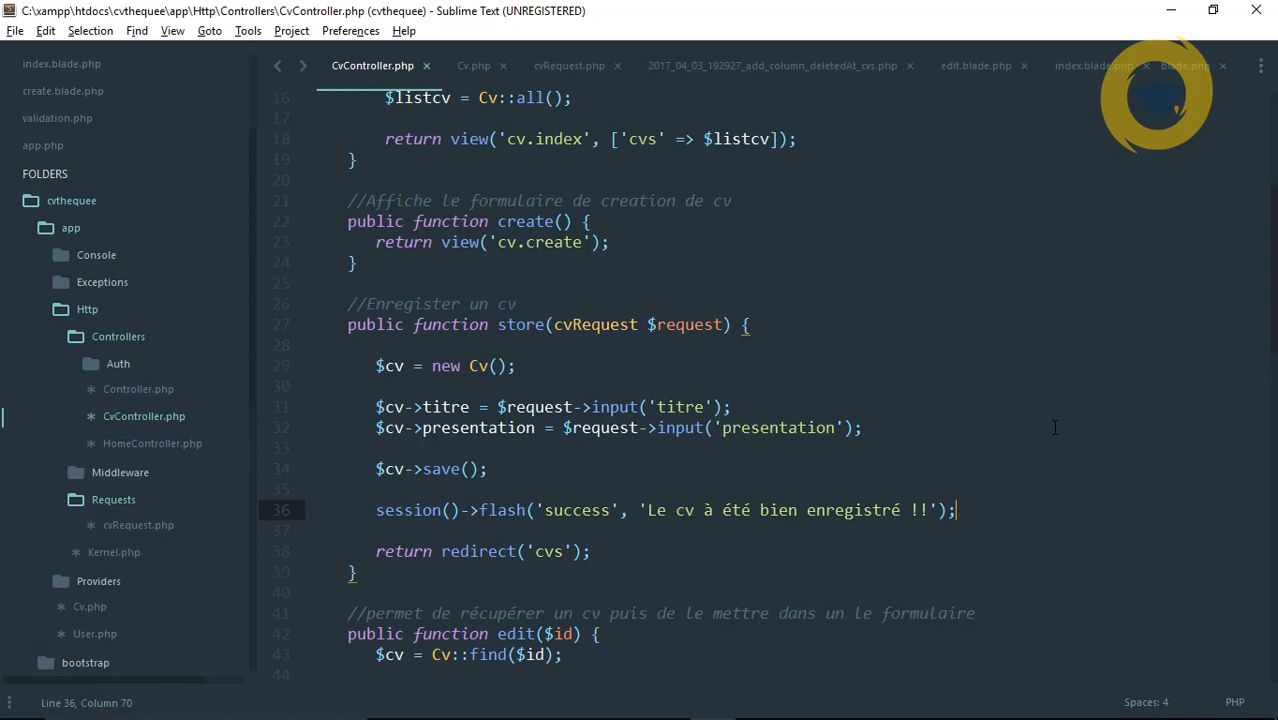 C:\xampp\htdocs\cvthequee\app\Http\Controllers\CvController.php (cvthequee) - Sublime Text (UNREGISTERED)
File Edit Selection Find View Goto Tools Project Preferences Help
index.blade.php
create.blade.php
validation.php
app.php
FOLDERS
cvthequee
app
Console
Exceptions
Http
Controllers
Auth
Controller.php
CvController.php
HomeController.php
Middleware
Requests
cvRequest.php
Kernel.php
Providers
Cv.php
User.php
bootstrap
CvController.php × Cv.php × cvRequest.php × 2017_04_03_192927_add_column_deletedAt_cvs.php × edit.blade.php × index.blade.php × blade.php ×
16 $listcv = Cv::all();
17
18 return view('cv.index', ['cvs' => $listcv]);
19 }
20
21 //Affiche le formulaire de creation de cv
22 public function create() {
23 return view('cv.create');
24 }
25
26 //Enregister un cv
27 public function store(cvRequest $request) {
28
29 $cv = new Cv();
30
31 $cv->titre = $request->input('titre');
32 $cv->presentation = $request->input('presentation');
33
34 $cv->save();
35
36 session()->flash('success', 'Le cv à été bien enregistré !!');
37
38 return redirect('cvs');
39 }
40
41 //permet de récupérer un cv puis de le mettre dans un le formulaire
42 public function edit($id) {
43 $cv = Cv::find($id);
44
Line 36, Column 70 Spaces: 4 PHP